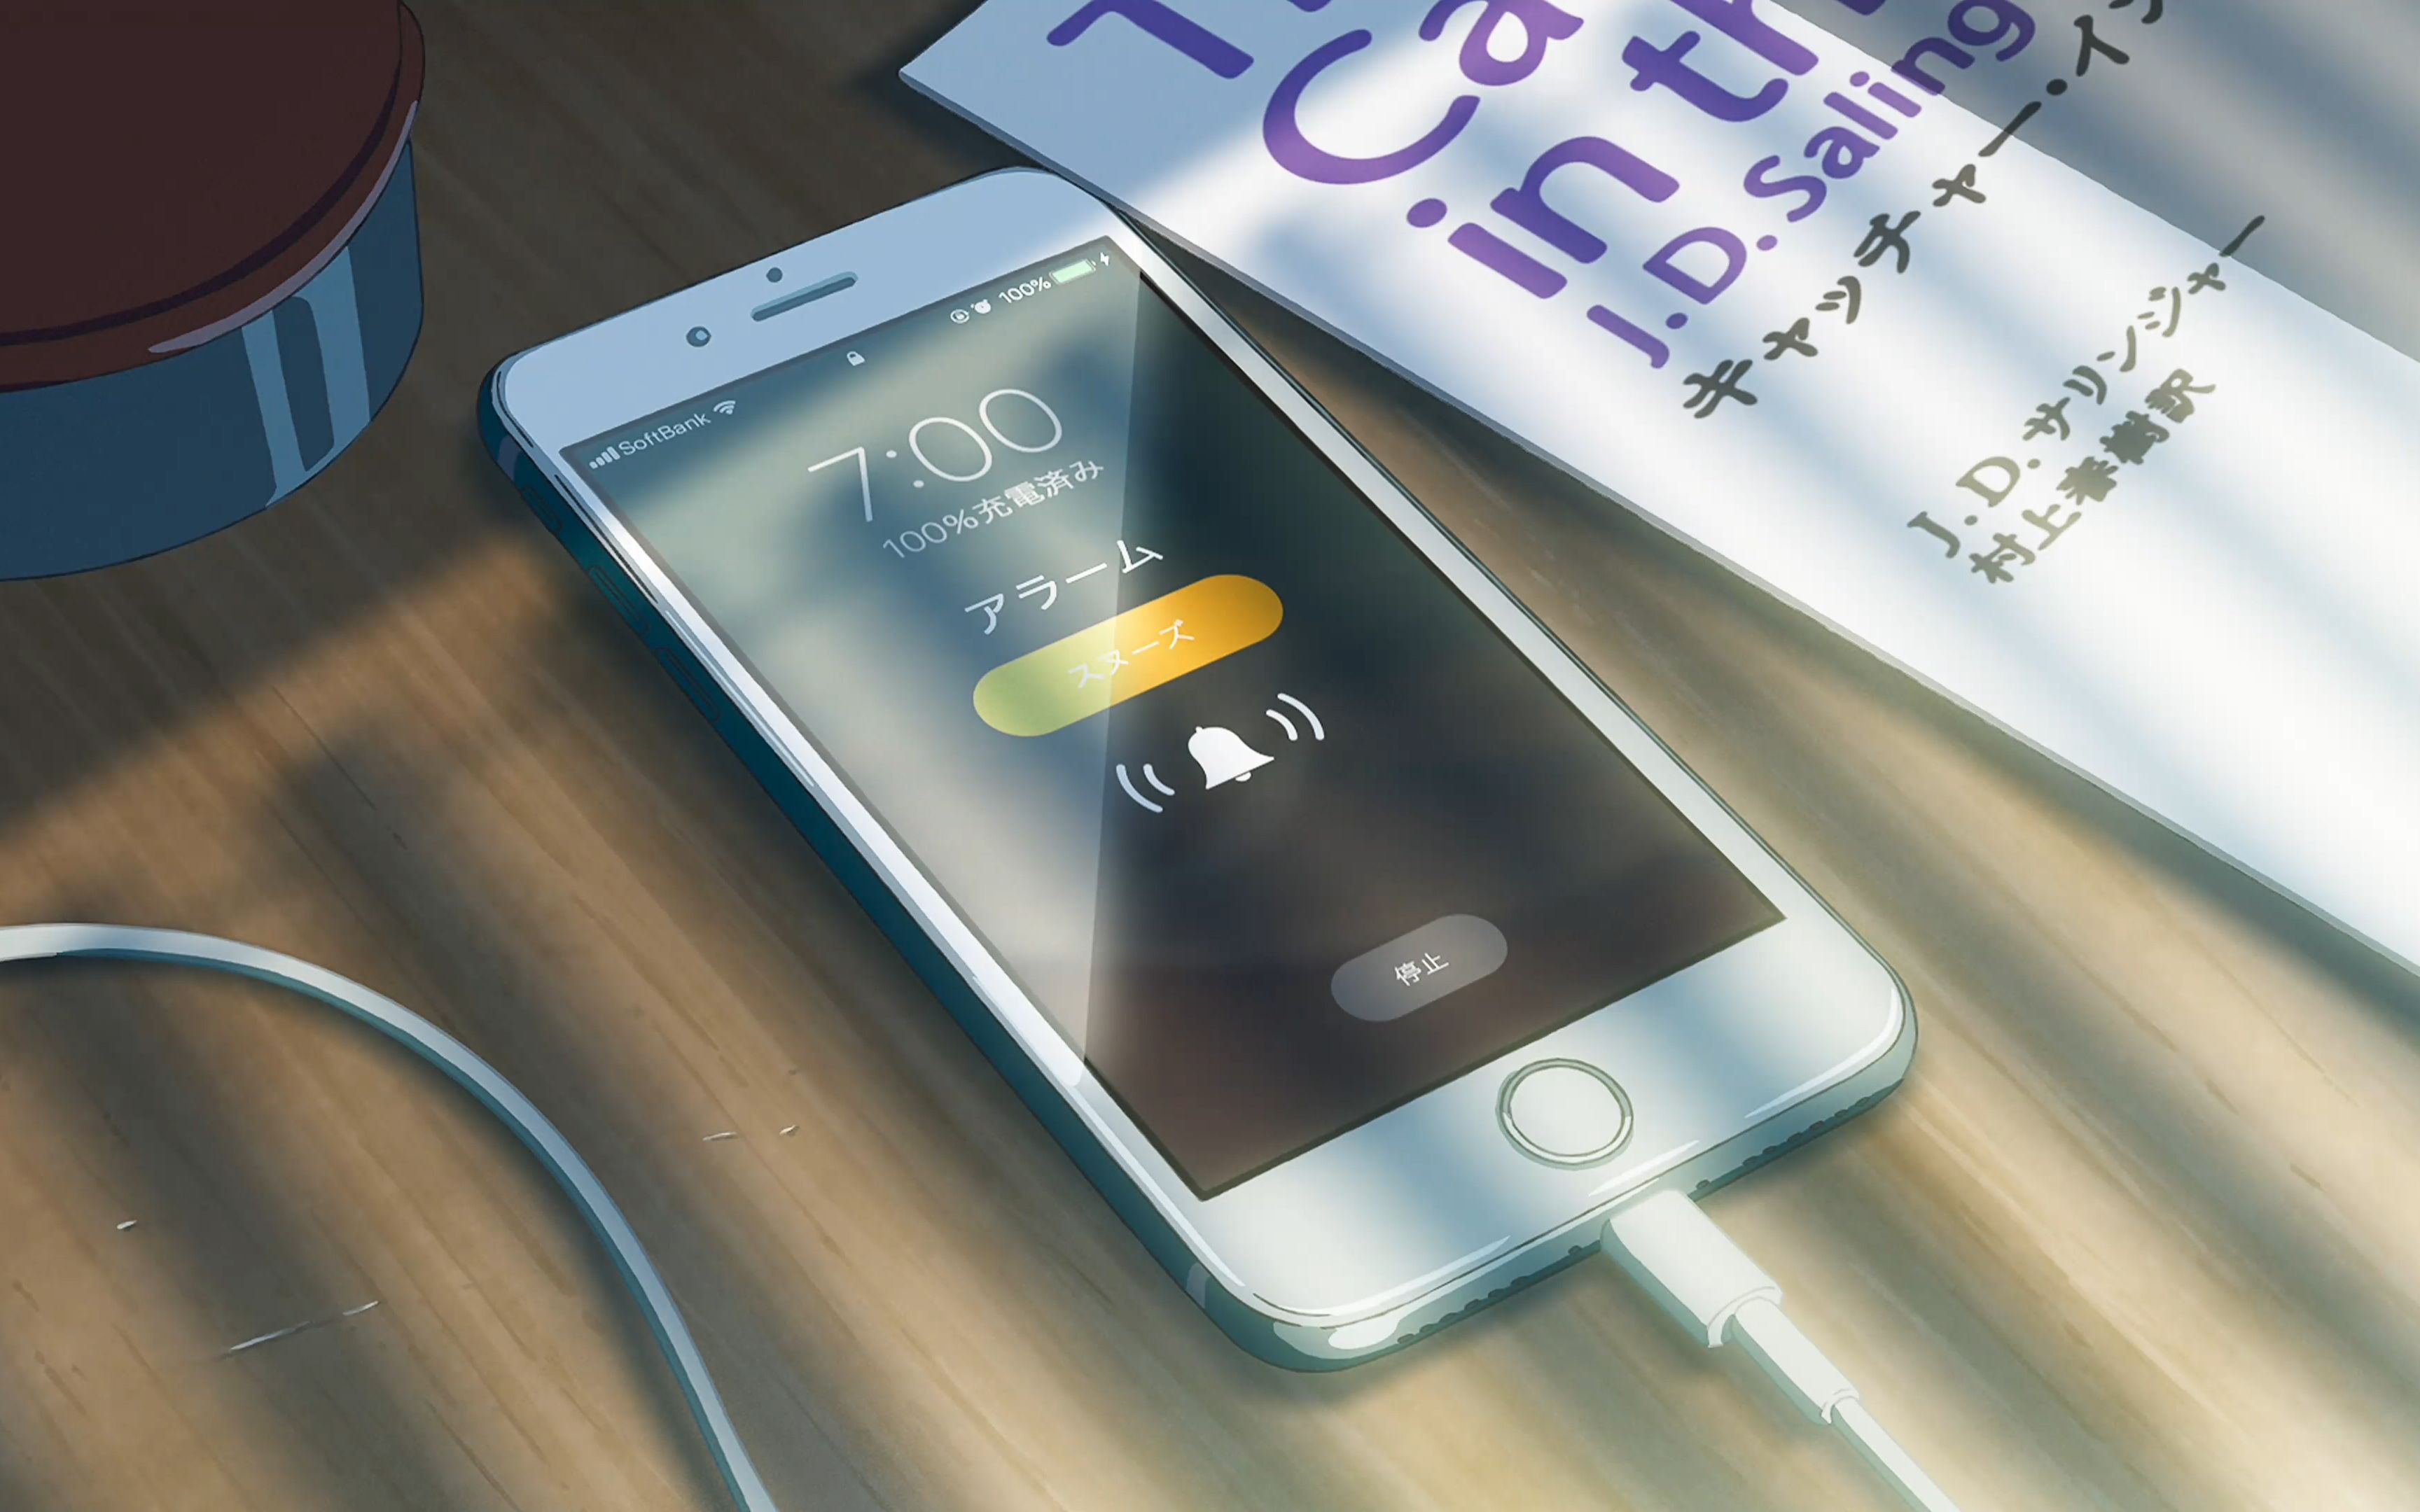 SoftBank
100%
7:00
100%充電済み
アラーム
スヌーズ
停止
Ca
in th
J.D.Saling
キャッチャー・イン
J.D.サリンジャー
村上春樹訳